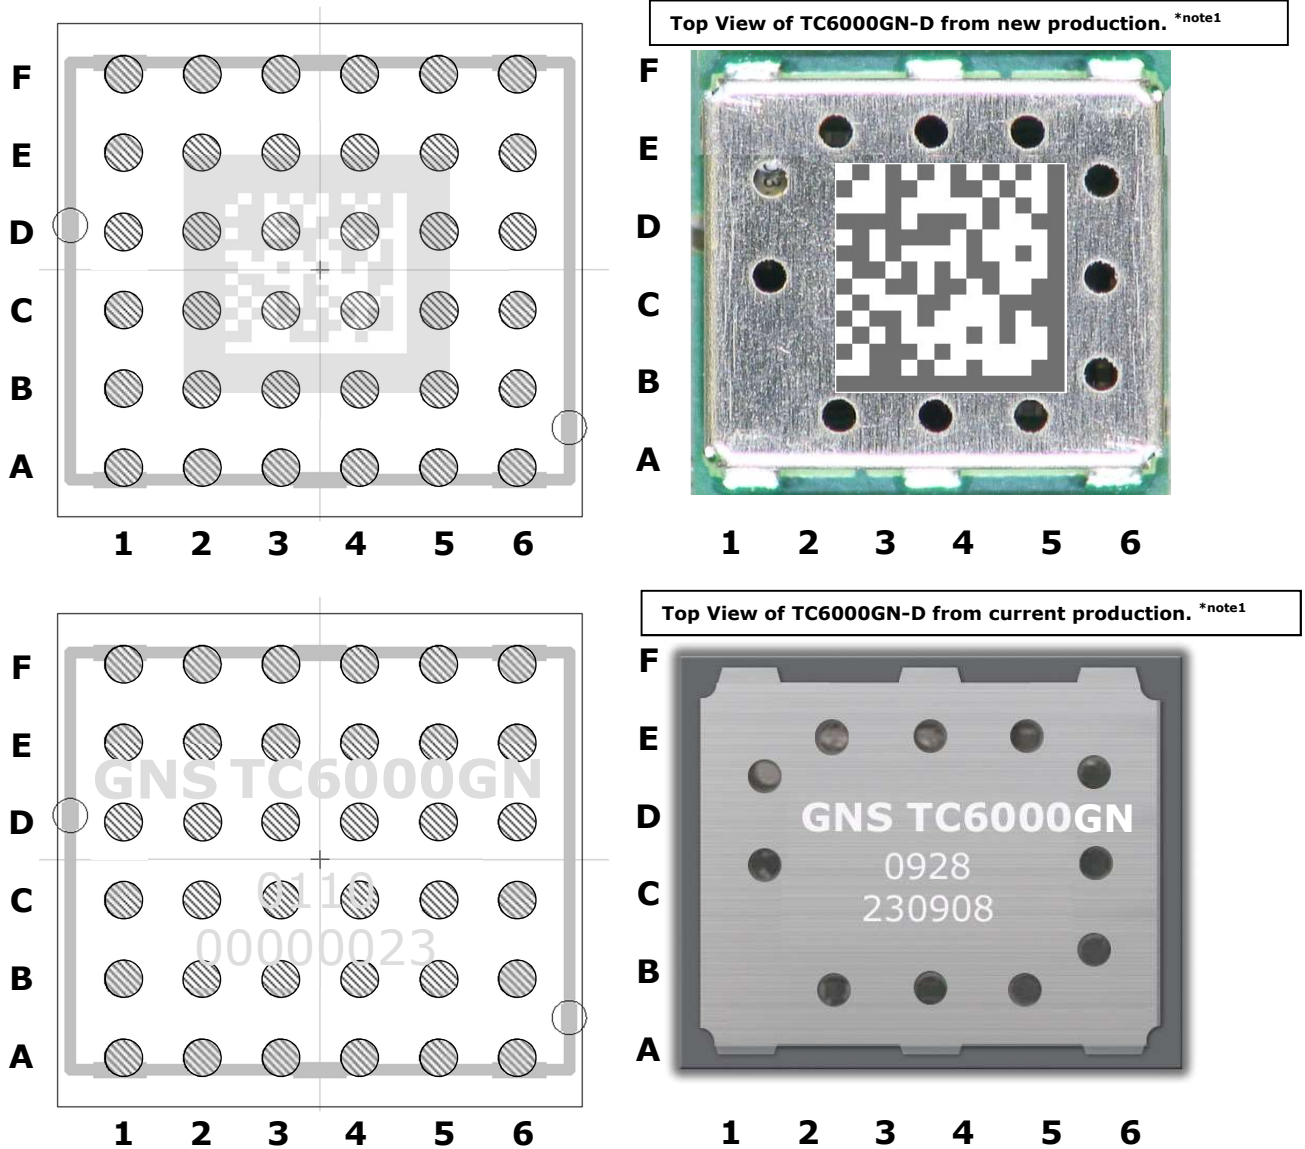 Top View of TC6000GN-D from new production. *note1
F
E
D
C
B
A
1 2 3 4 5 6
F
E
D
C
B
A
1 2 3 4 5 6
Top View of TC6000GN-D from current production. *note1
F
E
D
C
B
A
GNS TC6000GN
0110
00000023
1 2 3 4 5 6
F
E
D
C
B
A
GNS TC6000GN
0928
230908
1 2 3 4 5 6